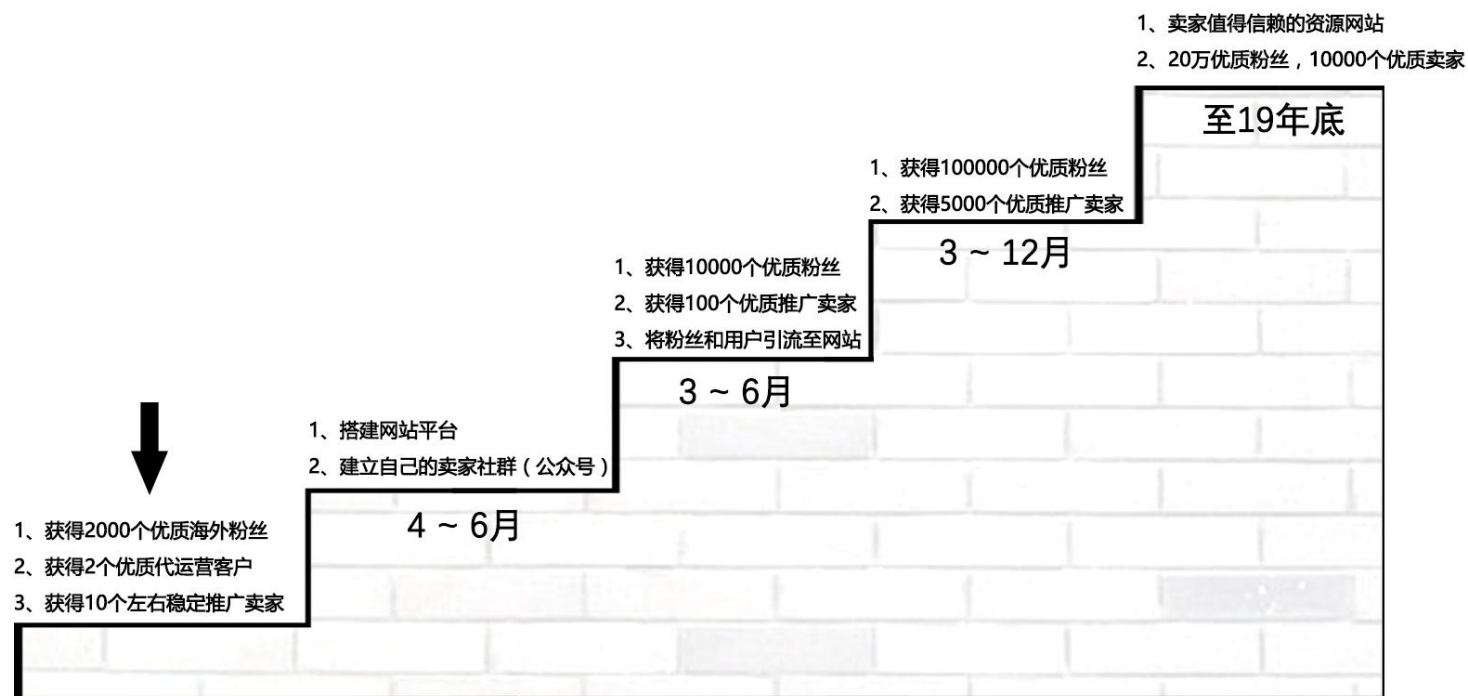 1、卖家值得信赖的资源网站
2、20万优质粉丝，10000个优质卖家
至19年底
1、获得100000个优质粉丝
2、获得5000个优质推广卖家
3 ~ 12月
1、获得10000个优质粉丝
2、获得100个优质推广卖家
3、将粉丝和用户引流至网站
3 ~ 6月
1、搭建网站平台
2、建立自己的卖家社群（公众号）
4 ~ 6月
1、获得2000个优质海外粉丝
2、获得2个优质代运营客户
3、获得10个左右稳定推广卖家